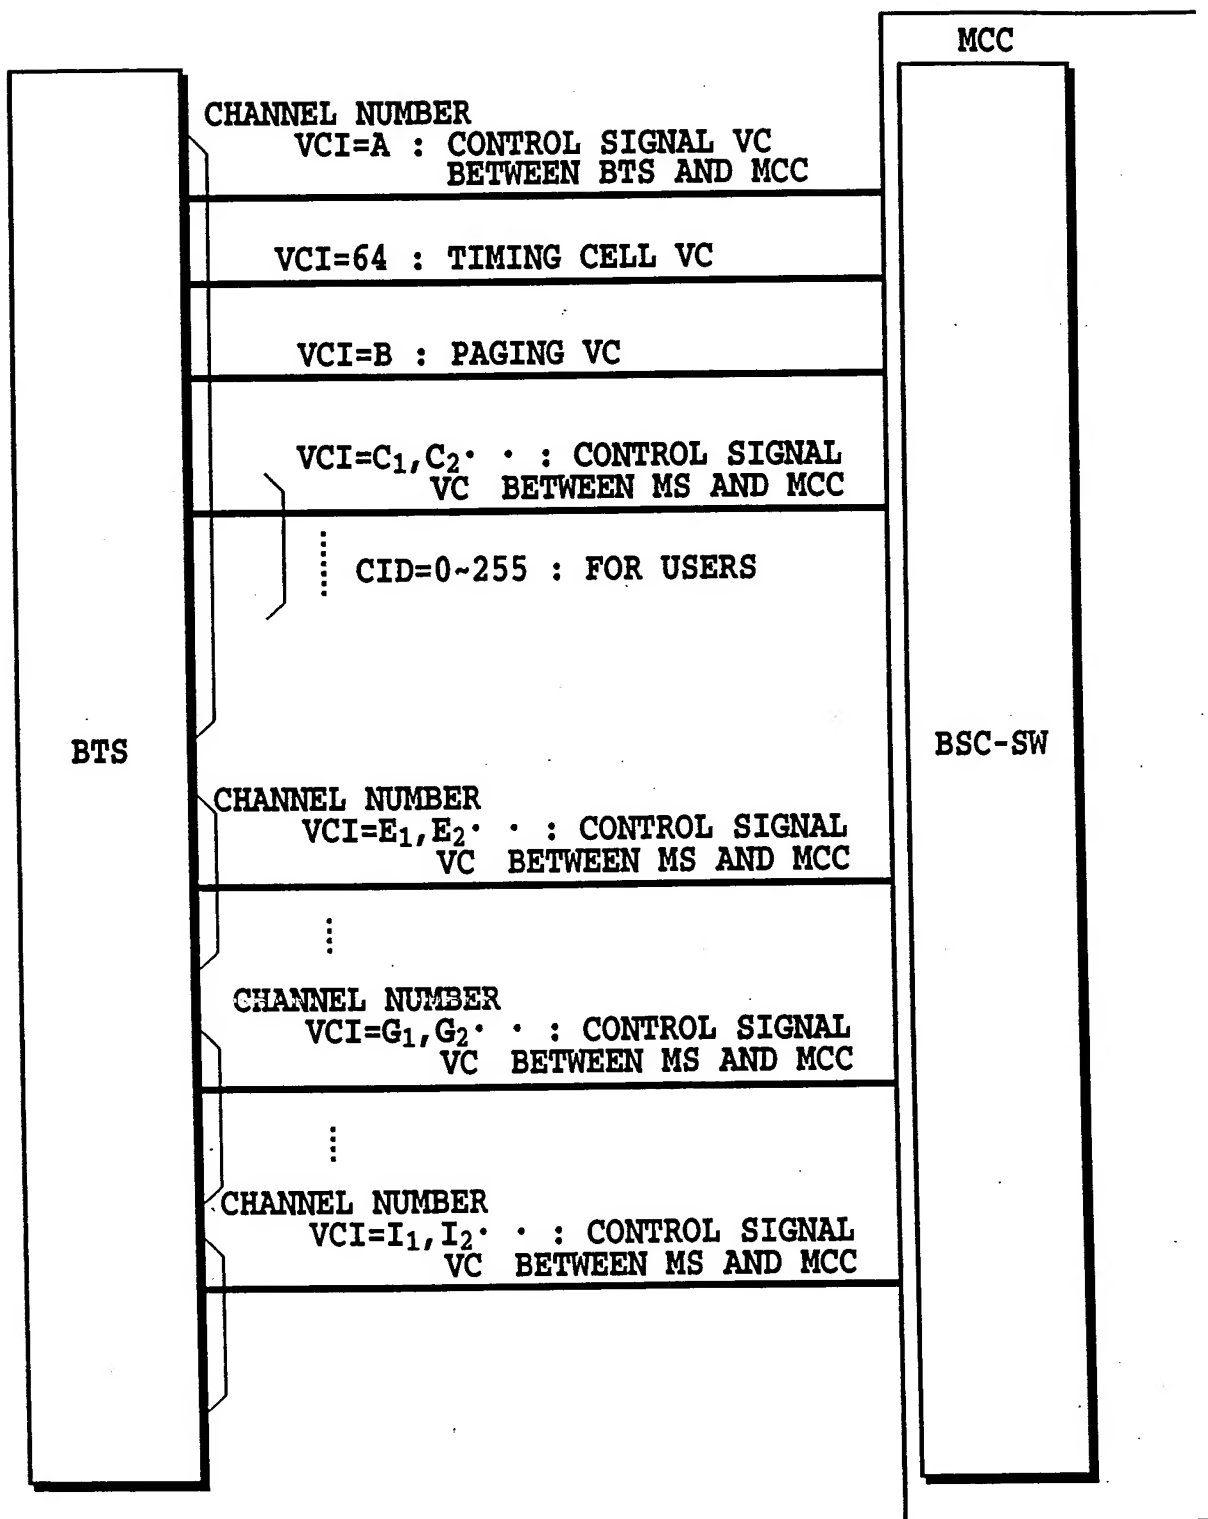 MCC
CHANNEL NUMBER
VCI=A : CONTROL SIGNAL VC
BETWEEN BTS AND MCC
VCI=64 : TIMING CELL VC
VCI=B : PAGING VC
VCI=C₁,C₂· · : CONTROL SIGNAL
VC BETWEEN MS AND MCC
CID=0~255 : FOR USERS
BTS
BSC-SW
CHANNEL NUMBER
VCI=E₁,E₂· · : CONTROL SIGNAL
VC BETWEEN MS AND MCC
CHANNEL NUMBER
VCI=G₁,G₂· · : CONTROL SIGNAL
VC BETWEEN MS AND MCC
CHANNEL NUMBER
VCI=I₁,I₂· · : CONTROL SIGNAL
VC BETWEEN MS AND MCC